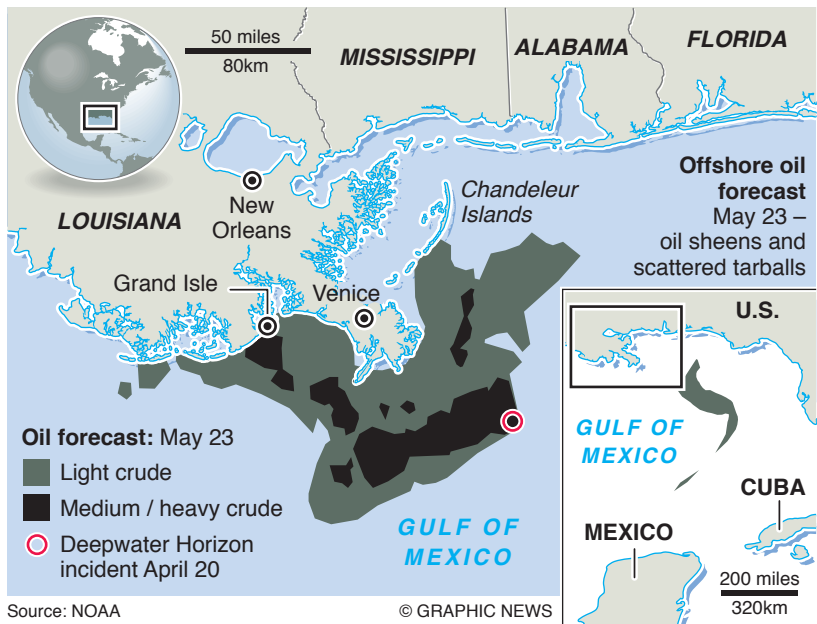 50 miles
80km
MISSISSIPPI
ALABAMA
FLORIDA
Offshore oil
forecast
May 23 –
oil sheens and
scattered tarballs
Chandeleur
Islands
New
Orleans
LOUISIANA
Grand Isle
Venice
Oil forecast: May 23
Light crude
Medium / heavy crude
Deepwater Horizon
incident April 20
GULF OF
MEXICO
U.S.
GULF OF
MEXICO
CUBA
MEXICO
200 miles
320km
Source: NOAA
© GRAPHIC NEWS